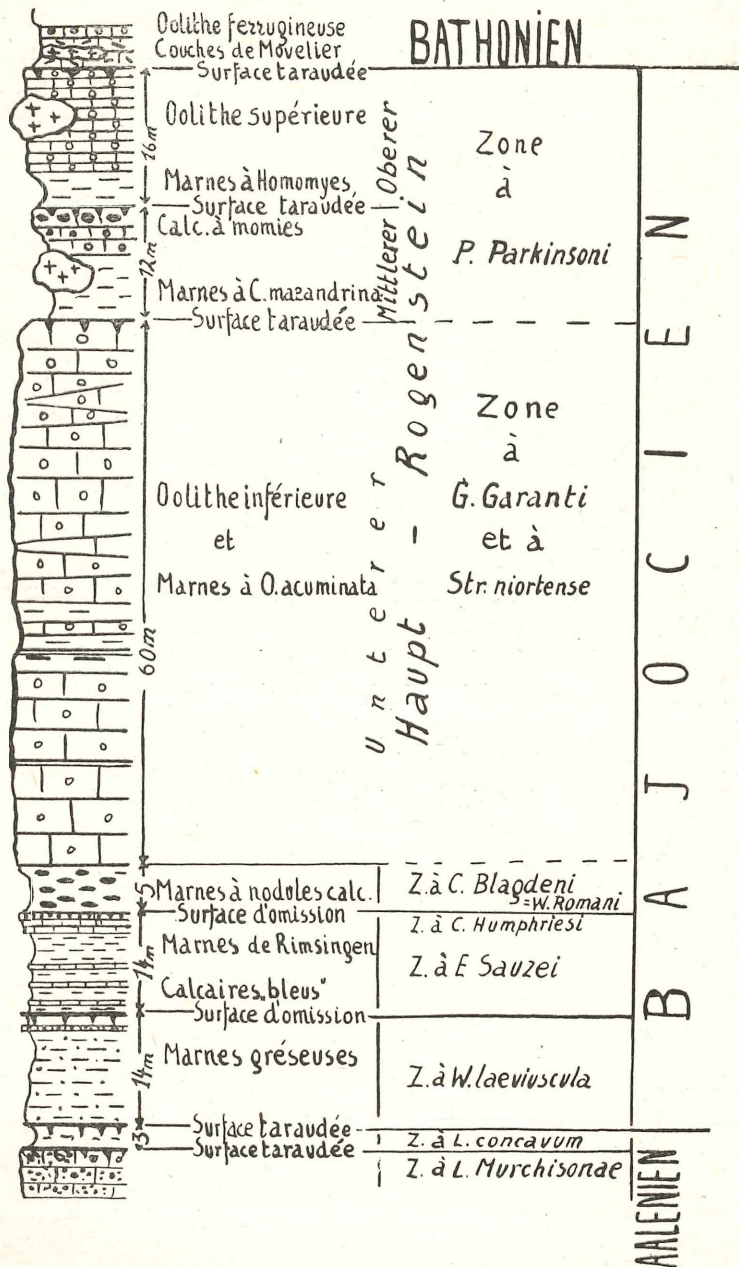 Oolithe ferrugineuse
Couches de Movelier
BATHONIEN
Surface taraudée
Oolithe supérieure
16m
Marnes à Homomyes
Surface taraudée
Calc. à momies
12m
Marnes à C. mazandrina
Surface taraudée
Oolithe inférieure
et
Marnes à O. acuminata
60m
Marnes à nodules calc.
5
Surface d'omission
Marnes de Rimsingen
14m
Calcaires „bleus"
Surface d'omission
Marnes gréseuses
14m
Surface taraudée
3
Surface taraudée
Unterer Mittlerer Oberer
Haupt - Rogenstein
Zone
à
P. Parkinsoni
Zone
à
G. Garanti
et à
Str. niortense
Z. à C. Blagdeni
=W. Romani
Z. à C. Humphriesi
Z. à E Sauzei
Z. à W. laeviuscula
Z. à L. concavum
Z. à L. Murchisonae
BAJOCIEN
AALENIEN